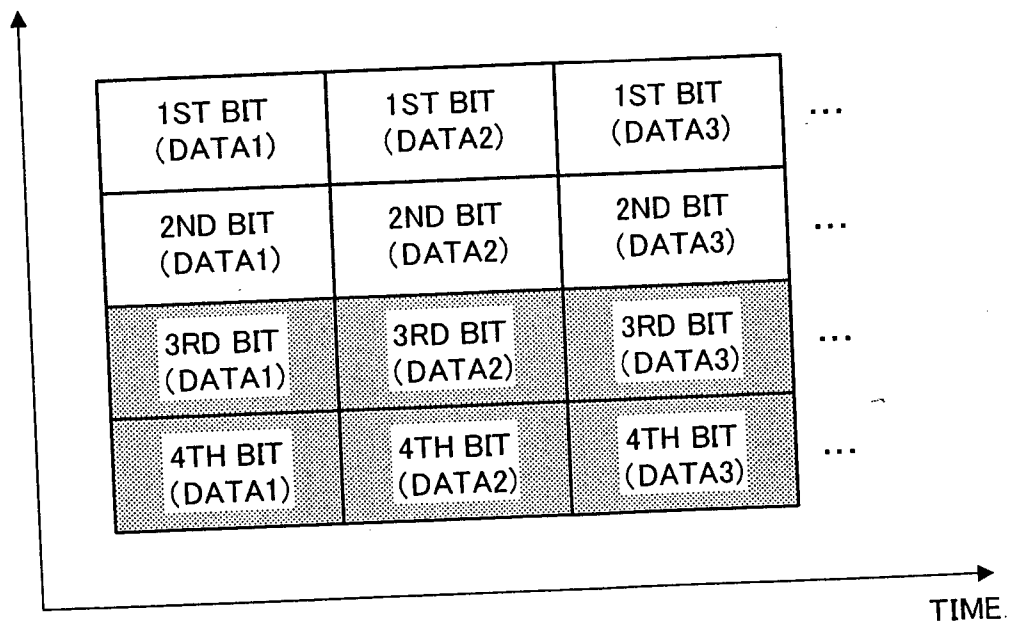 1ST BIT
(DATA1)
1ST BIT
(DATA2)
1ST BIT
(DATA3)
...
2ND BIT
(DATA1)
2ND BIT
(DATA2)
2ND BIT
(DATA3)
...
3RD BIT
(DATA1)
3RD BIT
(DATA2)
3RD BIT
(DATA3)
...
4TH BIT
(DATA1)
4TH BIT
(DATA2)
4TH BIT
(DATA3)
...
TIME